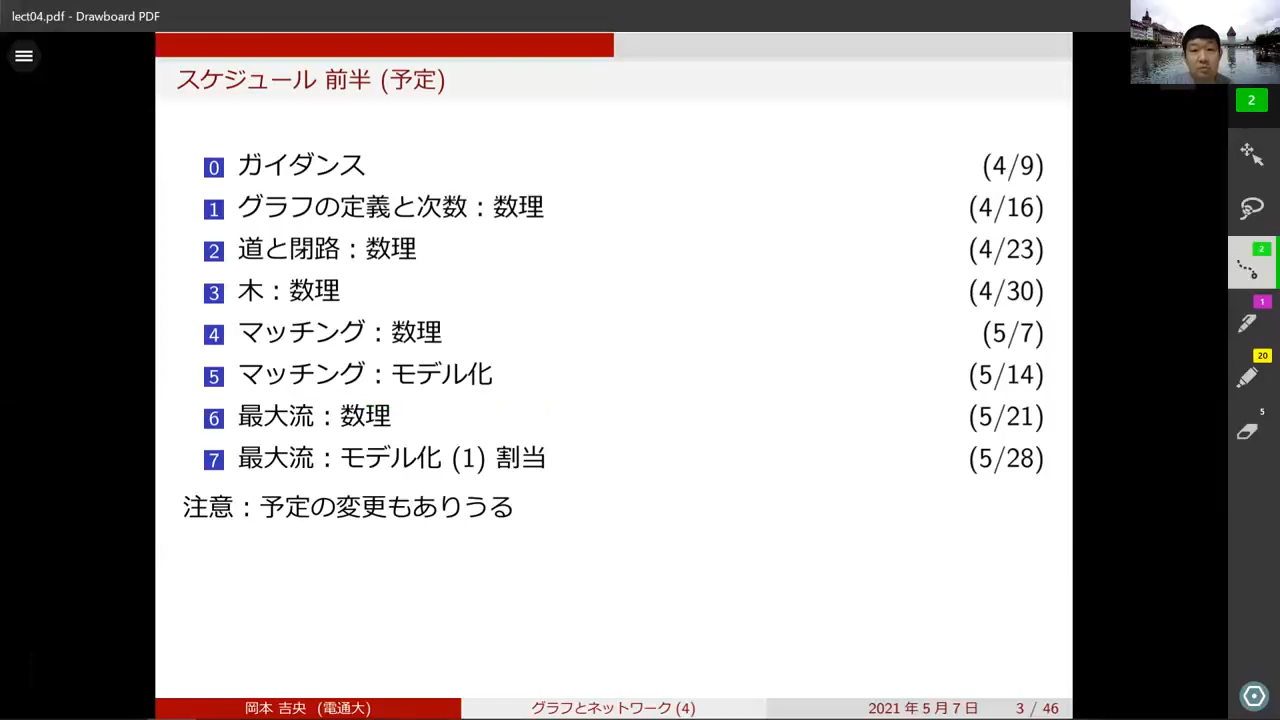 lect04.pdf - Drawboard PDF
スケジュール 前半 (予定)
0 ガイダンス (4/9)
1 グラフの定義と次数：数理 (4/16)
2 道と閉路：数理 (4/23)
3 木：数理 (4/30)
4 マッチング：数理 (5/7)
5 マッチング：モデル化 (5/14)
6 最大流：数理 (5/21)
7 最大流：モデル化 (1) 割当 (5/28)
注意：予定の変更もありうる
岡本 吉央 (電通大) グラフとネットワーク (4) 2021 年 5 月 7 日 3 / 46
2
2
1
20
5